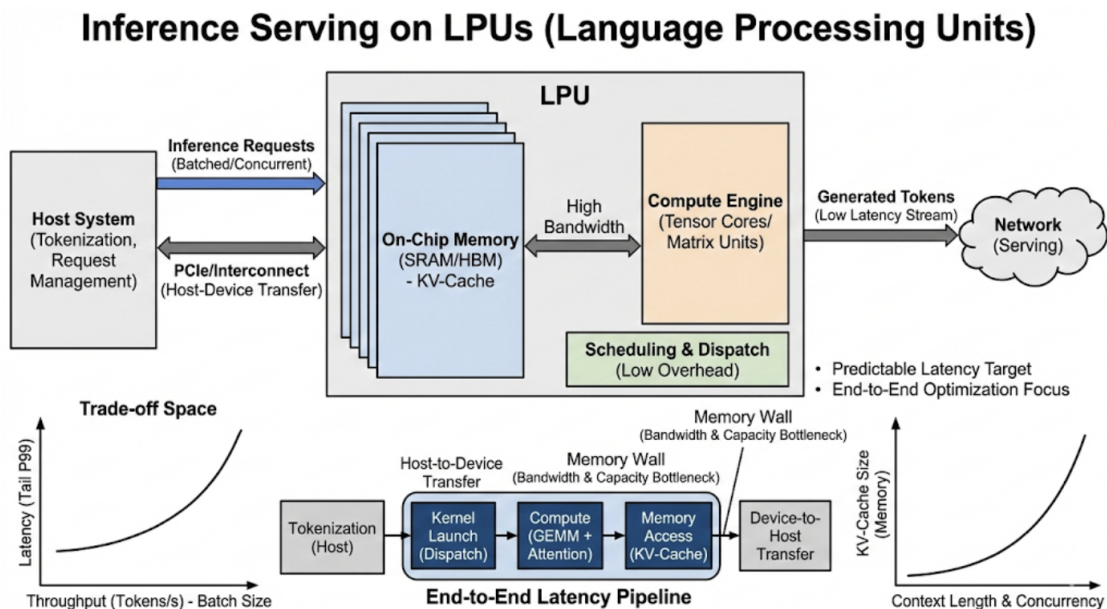 Inference Serving on LPUs (Language Processing Units)
LPU
Inference Requests
(Batched/Concurrent)
Host System
(Tokenization,
Request
Management)
PCIe/Interconnect
(Host-Device Transfer)
On-Chip Memory
(SRAM/HBM)
- KV-Cache
High
Bandwidth
Compute Engine
(Tensor Cores/
Matrix Units)
Scheduling & Dispatch
(Low Overhead)
Generated Tokens
(Low Latency Stream)
Network
(Serving)
• Predictable Latency Target
• End-to-End Optimization Focus
Trade-off Space
Latency (Tail P99)
Throughput (Tokens/s) - Batch Size
Memory Wall
(Bandwidth & Capacity Bottleneck)
Host-to-Device
Transfer
Memory Wall
(Bandwidth & Capacity Bottleneck)
Tokenization
(Host)
Kernel
Launch
(Dispatch)
Compute
(GEMM +
Attention)
Memory
Access
(KV-Cache)
Device-to-
Host
Transfer
End-to-End Latency Pipeline
KV-Cache Size
(Memory)
Context Length & Concurrency